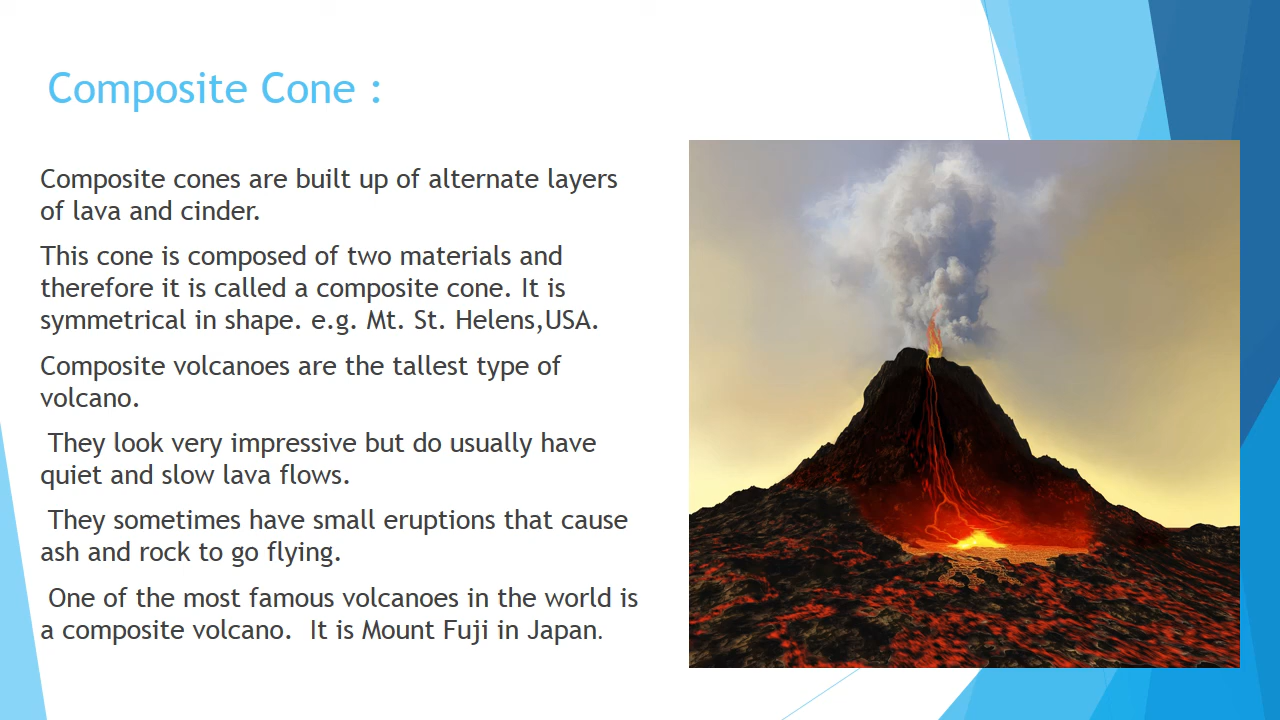 Composite Cone :
Composite cones are built up of alternate layers
of lava and cinder.
This cone is composed of two materials and
therefore it is called a composite cone. It is
symmetrical in shape. e.g. Mt. St. Helens,USA.
Composite volcanoes are the tallest type of
volcano.
They look very impressive but do usually have
quiet and slow lava flows.
They sometimes have small eruptions that cause
ash and rock to go flying.
One of the most famous volcanoes in the world is
a composite volcano.  It is Mount Fuji in Japan.